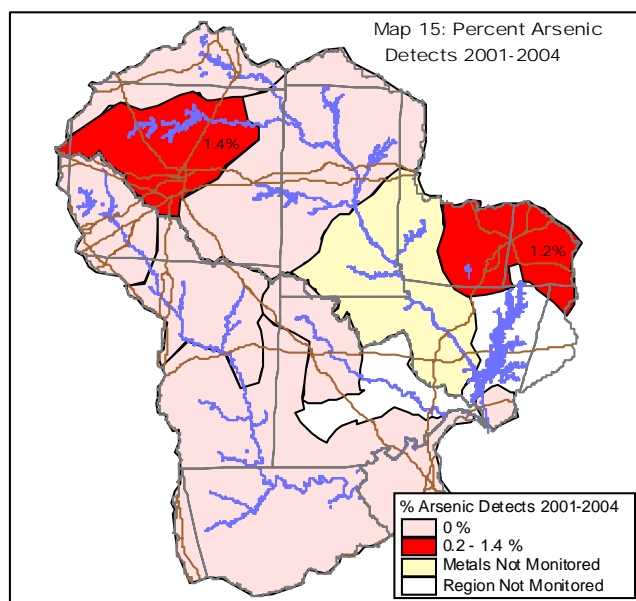 Map 15: Percent Arsenic
Detects 2001-2004
1.4%
1.2%
% Arsenic Detects 2001-2004
0 %
0.2 - 1.4 %
Metals Not Monitored
Region Not Monitored